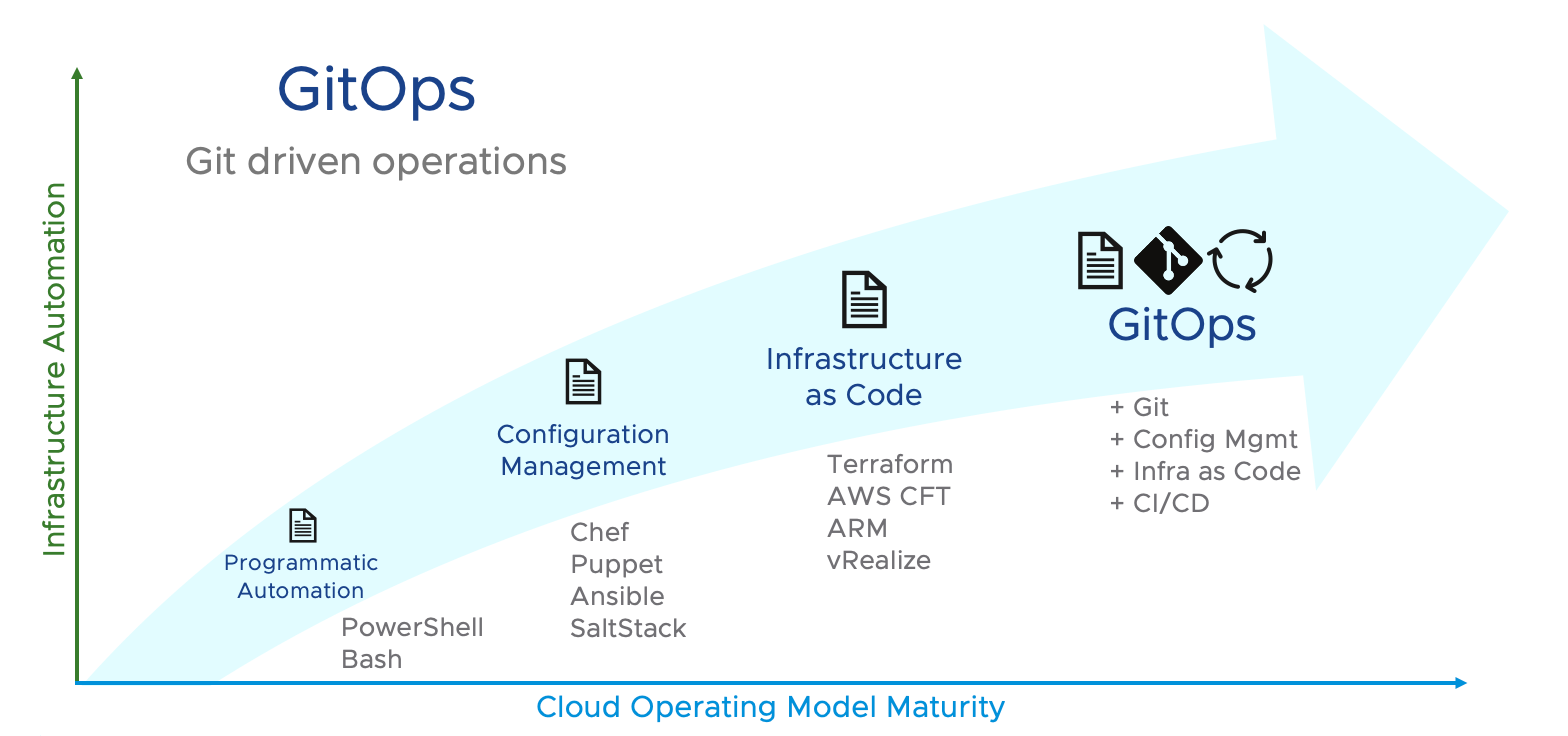 GitOps
Git driven operations
Infrastructure Automation
Programmatic
Automation
PowerShell
Bash
Configuration
Management
Chef
Puppet
Ansible
SaltStack
Infrastructure
as Code
Terraform
AWS CFT
ARM
vRealize
GitOps
+ Git
+ Config Mgmt
+ Infra as Code
+ CI/CD
Cloud Operating Model Maturity